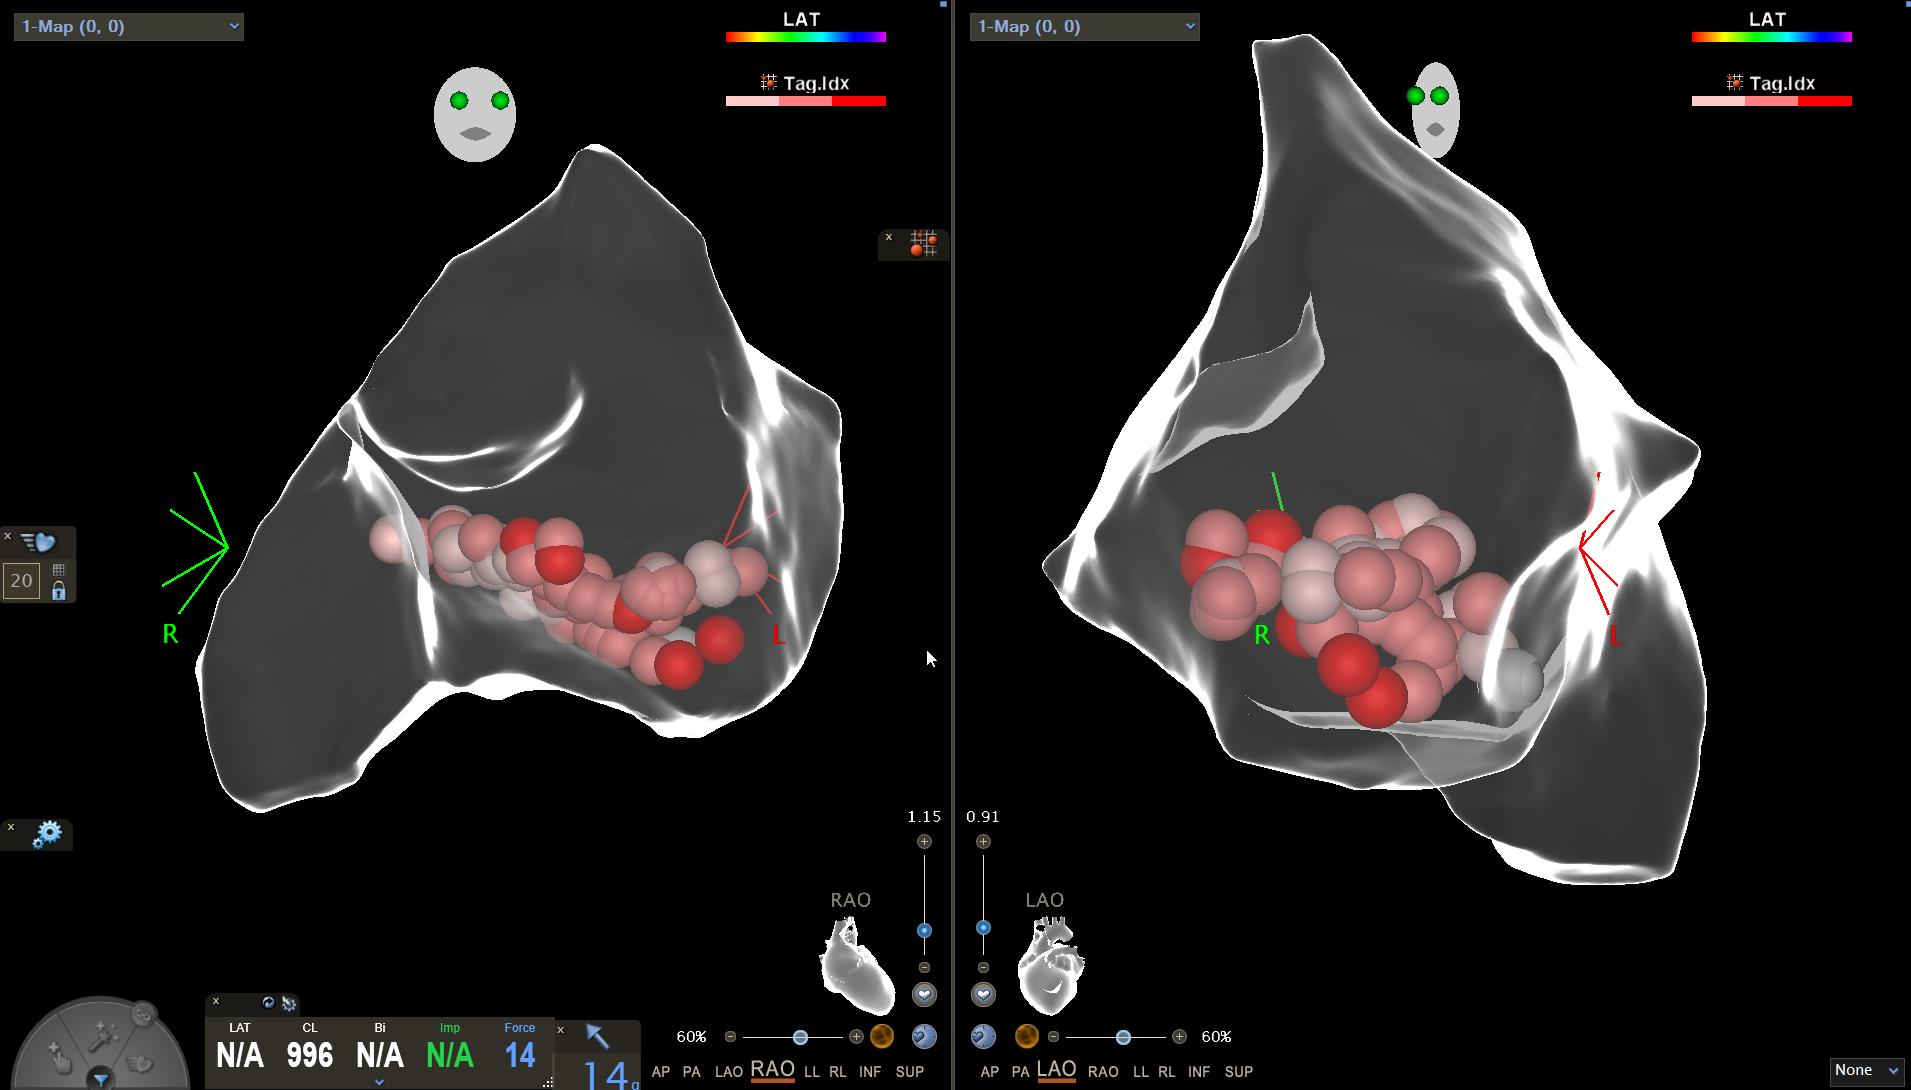 1-Map (0, 0)
LAT
Tag.Idx
x
x
20
R
L
x
1.15
RAO
x
LAT CL Bi Imp Force
N/A 996 N/A N/A 14
x
14g
60%
AP PA LAO RAO LL RL INF SUP
1-Map (0, 0)
LAT
Tag.Idx
R
L
0.91
LAO
60%
AP PA LAO RAO LL RL INF SUP
None